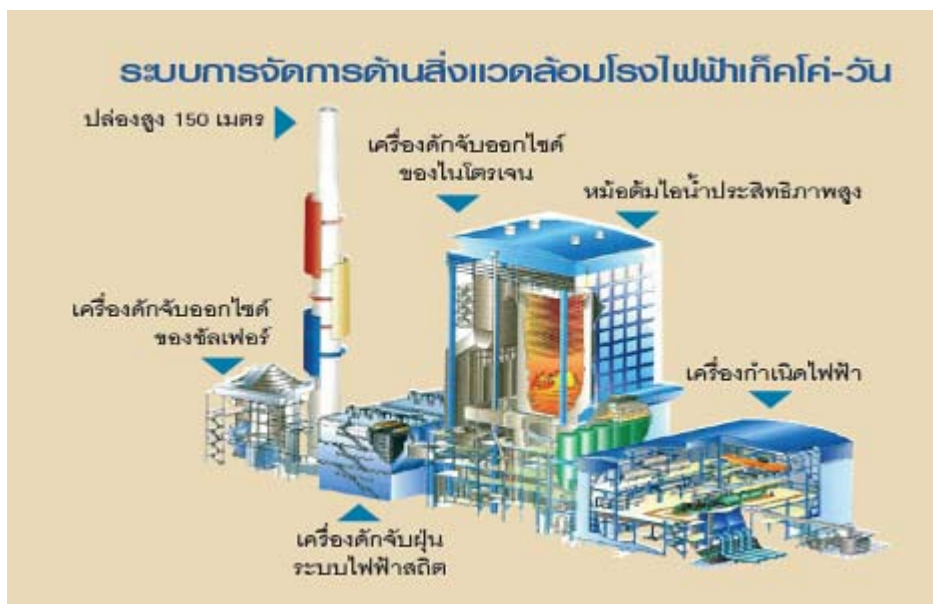 ระบบการจัดการด้านสิ่งแวดล้อมโรงไฟฟ้าเก็คโค่-วัน
ปล่องสูง 150 เมตร
เครื่องดักจับออกไซด์
ของไนโตรเจน
หม้อต้มไอน้ำประสิทธิภาพสูง
เครื่องดักจับออกไซด์
ของซัลเฟอร์
เครื่องกำเนิดไฟฟ้า
เครื่องดักจับฝุ่น
ระบบไฟฟ้าสถิต